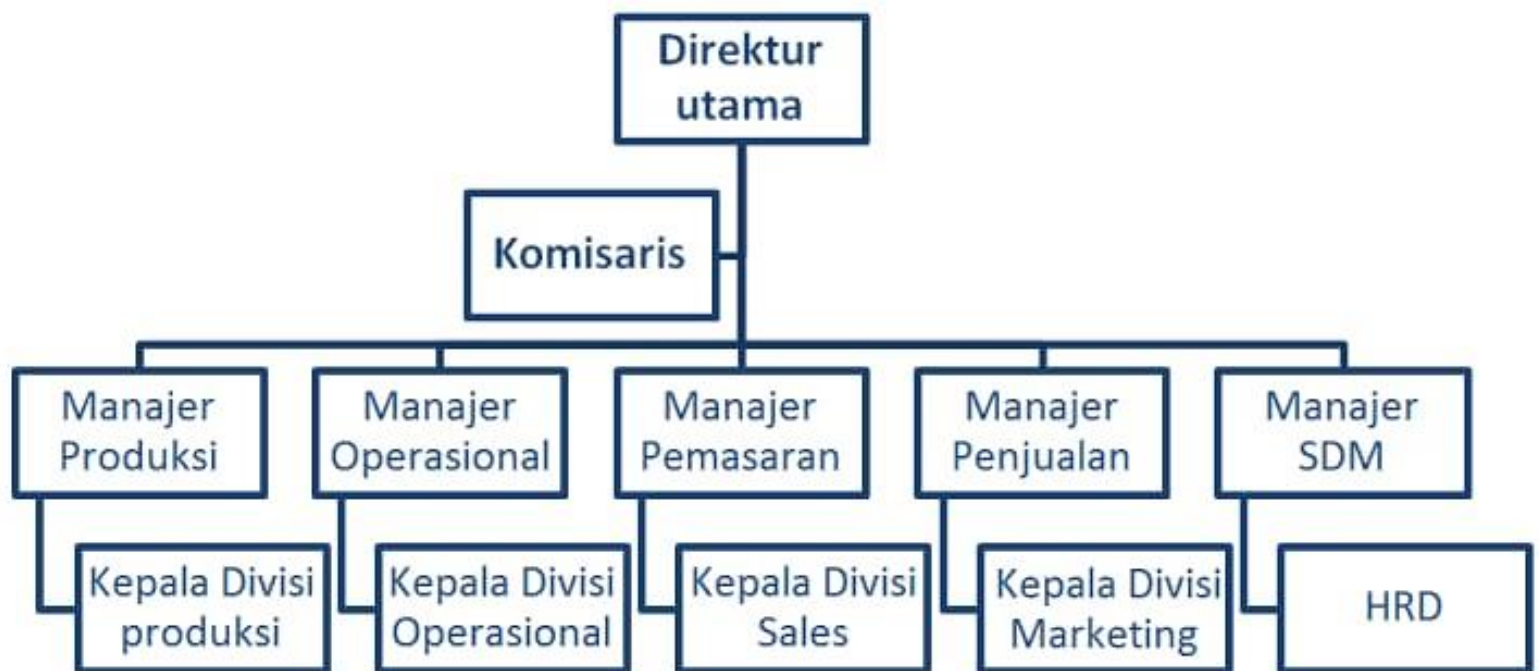 Direktur
utama
Komisaris
Manajer
Produksi
Manajer
Operasional
Manajer
Pemasaran
Manajer
Penjualan
Manajer
SDM
Kepala Divisi
produksi
Kepala Divisi
Operasional
Kepala Divisi
Sales
Kepala Divisi
Marketing
HRD